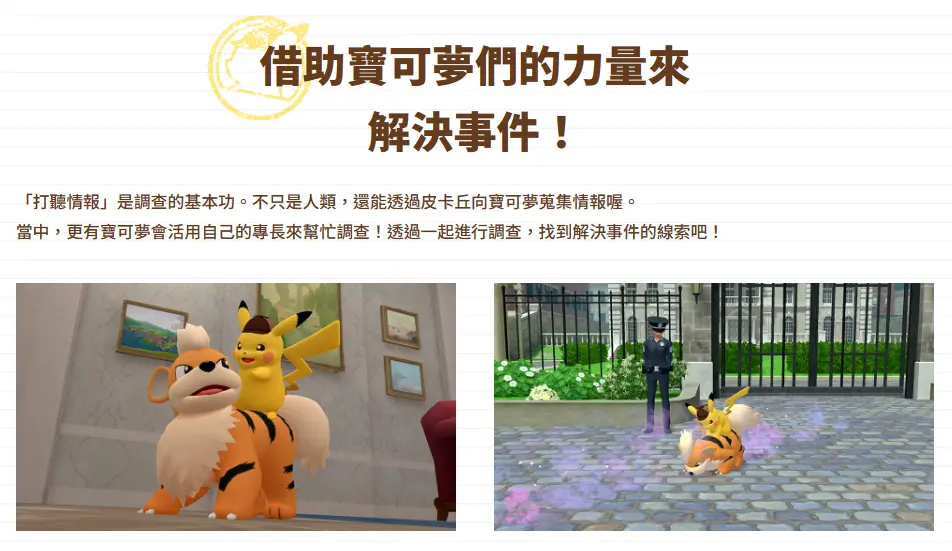 借助寶可夢們的力量來
解決事件！
「打聽情報」是調查的基本功。不只是人類，還能透過皮卡丘向寶可夢蒐集情報喔。
當中，更有寶可夢會活用自己的專長來幫忙調查！透過一起進行調查，找到解決事件的線索吧！